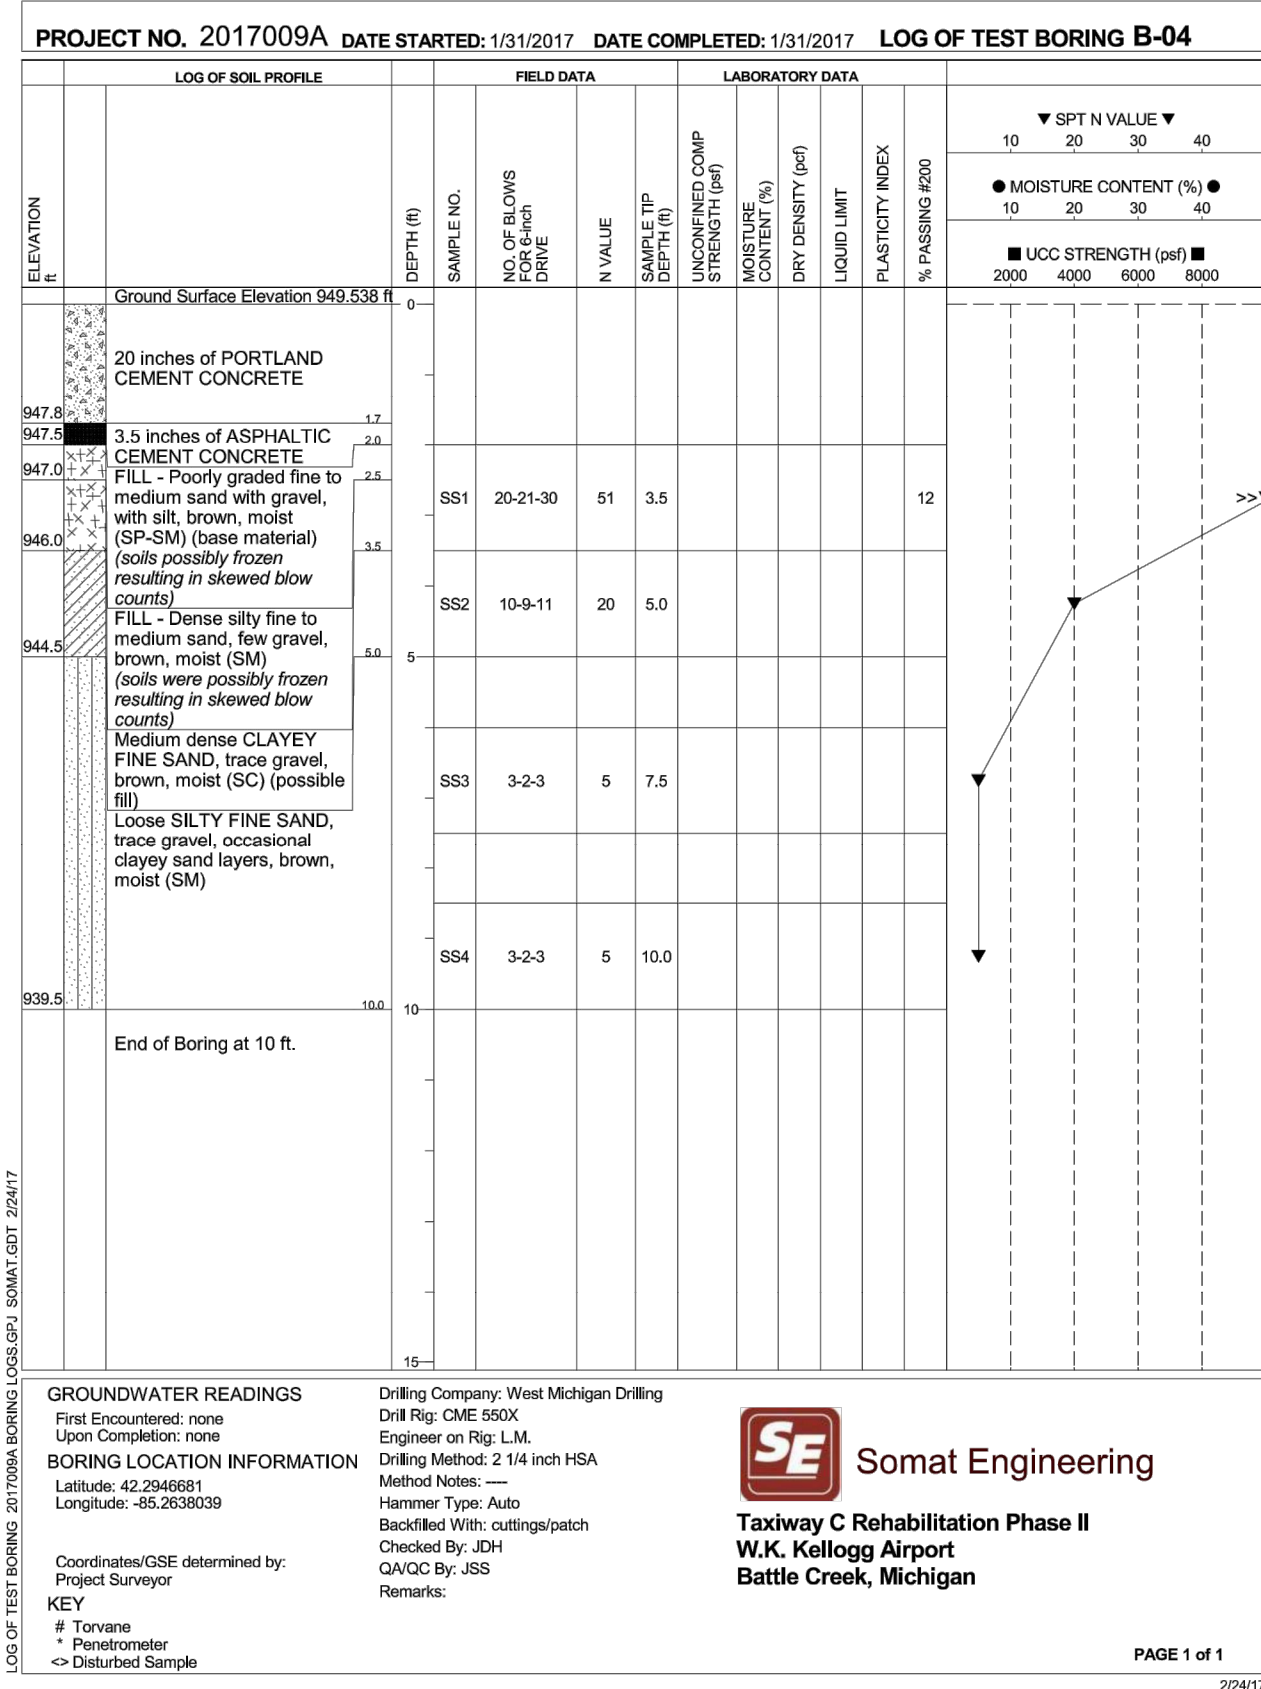 PROJECT NO. 2017009A DATE STARTED: 1/31/2017 DATE COMPLETED: 1/31/2017 LOG OF TEST BORING B-04
LOG OF SOIL PROFILE FIELD DATA LABORATORY DATA
ELEVATION ft
DEPTH (ft)
SAMPLE NO.
NO. OF BLOWS FOR 6-inch DRIVE
N VALUE
SAMPLE TIP DEPTH (ft)
UNCONFINED COMP STRENGTH (psf)
MOISTURE CONTENT (%)
DRY DENSITY (pcf)
LIQUID LIMIT
PLASTICITY INDEX
% PASSING #200
▼ SPT N VALUE ▼
10 20 30 40
● MOISTURE CONTENT (%) ●
10 20 30 40
■ UCC STRENGTH (psf) ■
2000 4000 6000 8000
Ground Surface Elevation 949.538 ft 0
20 inches of PORTLAND
CEMENT CONCRETE
947.8 1.7
947.5 3.5 inches of ASPHALTIC 2.0
CEMENT CONCRETE
947.0 FILL - Poorly graded fine to 2.5
medium sand with gravel, SS1 20-21-30 51 3.5 12 >>
with silt, brown, moist
946.0 (SP-SM) (base material) 3.5
(soils possibly frozen
resulting in skewed blow
counts) SS2 10-9-11 20 5.0
FILL - Dense silty fine to
medium sand, few gravel,
944.5 brown, moist (SM) 5.0 5
(soils were possibly frozen
resulting in skewed blow
counts)
Medium dense CLAYEY
FINE SAND, trace gravel,
brown, moist (SC) (possible SS3 3-2-3 5 7.5
fill)
Loose SILTY FINE SAND,
trace gravel, occasional
clayey sand layers, brown,
moist (SM)
SS4 3-2-3 5 10.0
939.5 10.0 10
End of Boring at 10 ft.
15
GROUNDWATER READINGS
First Encountered: none
Upon Completion: none
BORING LOCATION INFORMATION
Latitude: 42.2946681
Longitude: -85.2638039
Coordinates/GSE determined by:
Project Surveyor
KEY
# Torvane
* Penetrometer
<> Disturbed Sample
Drilling Company: West Michigan Drilling
Drill Rig: CME 550X
Engineer on Rig: L.M.
Drilling Method: 2 1/4 inch HSA
Method Notes: ----
Hammer Type: Auto
Backfilled With: cuttings/patch
Checked By: JDH
QA/QC By: JSS
Remarks:
SE
Somat Engineering
Taxiway C Rehabilitation Phase II
W.K. Kellogg Airport
Battle Creek, Michigan
PAGE 1 of 1
2/24/17
LOG OF TEST BORING 2017009A BORING LOGS.GPJ SOMAT.GDT 2/24/17